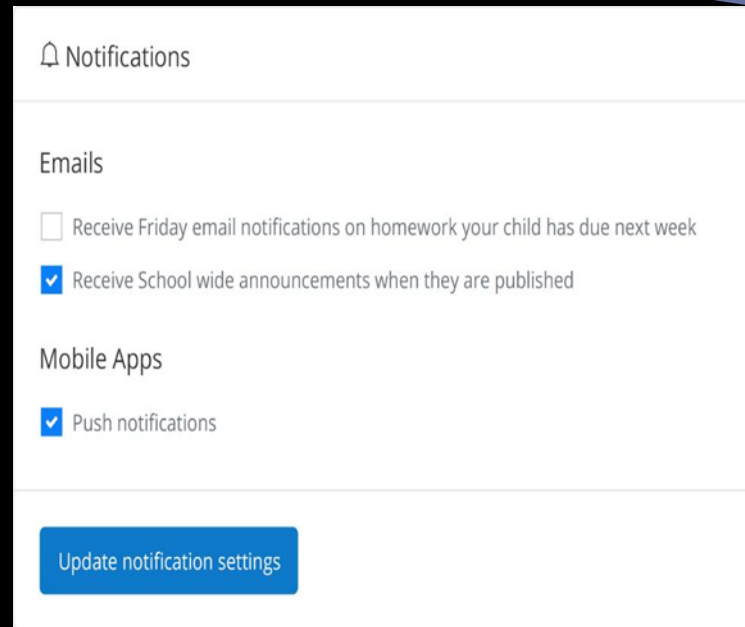 Notifications
Emails
Receive Friday email notifications on homework your child has due next week
Receive School wide announcements when they are published
Mobile Apps
Push notifications
Update notification settings